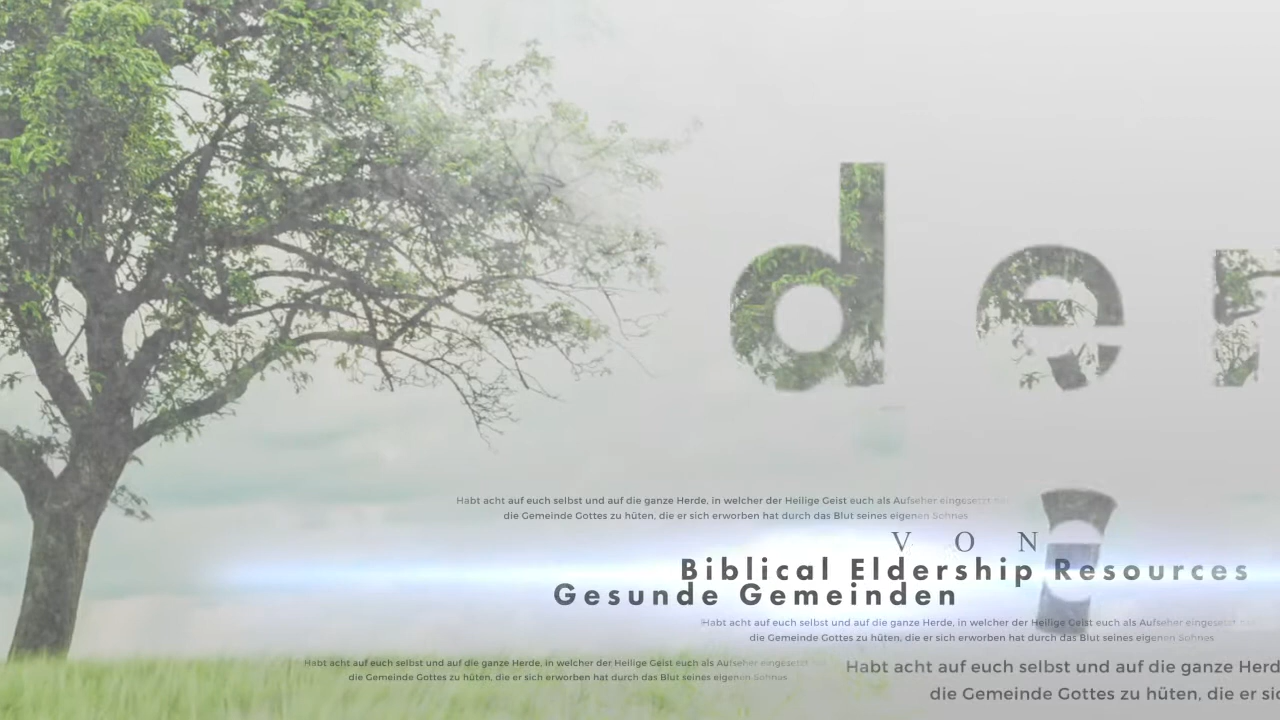 der
Habt acht auf euch selbst und auf die ganze Herde, in welcher der Heilige Geist euch als Aufseher eingesetzt
die Gemeinde Gottes zu hüten, die er sich erworben hat durch das Blut seines eigenen Sohnes
VON
Biblical Eldership Resources
Gesunde Gemeinden
Habt acht auf euch selbst und auf die ganze Herde, in welcher der Heilige Geist euch als Aufseher eingesetzt
die Gemeinde Gottes zu hüten, die er sich erworben hat durch das Blut seines eigenen Sohnes
Habt acht auf euch selbst und auf die ganze Herde, in welcher der Heilige Geist euch als Aufseher eingesetzt
die Gemeinde Gottes zu hüten, die er sich erworben hat durch das Blut seines eigenen Sohnes
Habt acht auf euch selbst und auf die ganze Herd
die Gemeinde Gottes zu hüten, die er sic